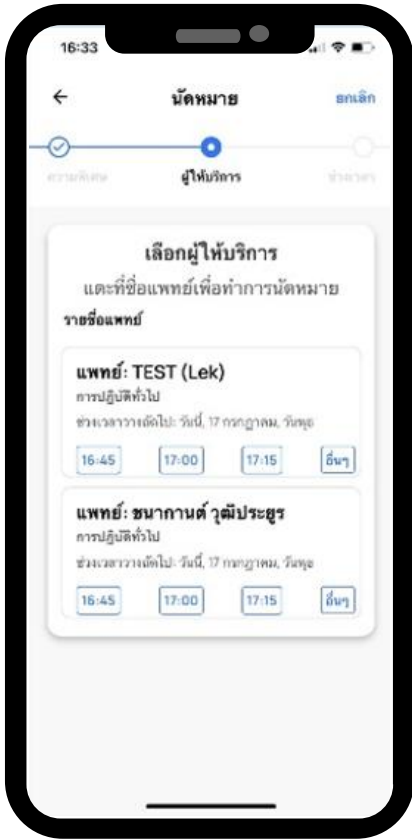 16:33
นัดหมาย ยกเลิก
ผู้ให้บริการ
เลือกผู้ให้บริการ
แตะที่ชื่อแพทย์เพื่อทำการนัดหมาย
รายชื่อแพทย์
แพทย์: TEST (Lek)
การปฏิบัติทั่วไป
ช่วงเวลาว่างถัดไป: วันนี้, 17 กรกฎาคม, วันพุธ
16:45 17:00 17:15 อื่นๆ
แพทย์: ชนากานต์ วุฒิประยูร
การปฏิบัติทั่วไป
ช่วงเวลาว่างถัดไป: วันนี้, 17 กรกฎาคม, วันพุธ
16:45 17:00 17:15 อื่นๆ